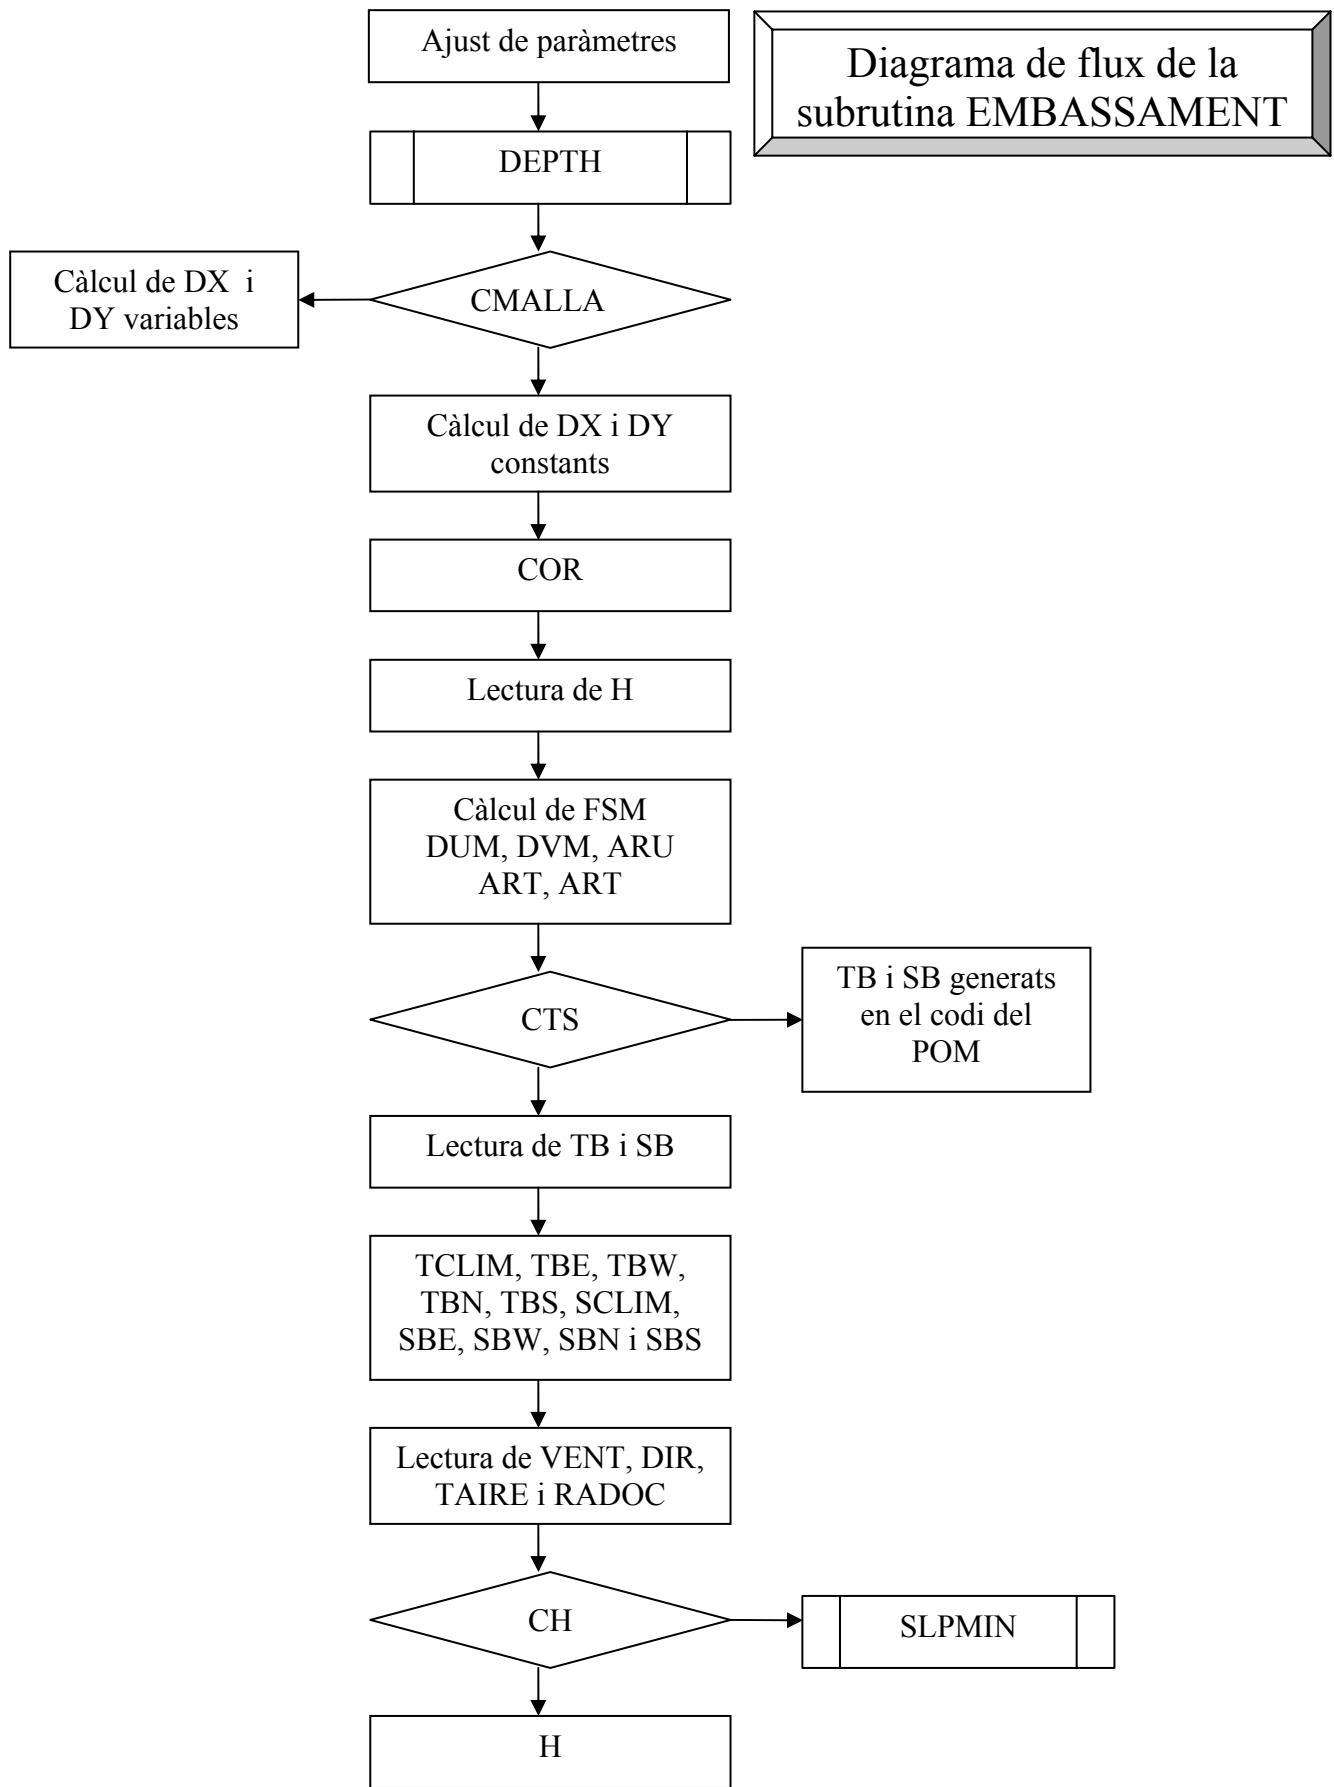 Ajust de paràmetres
Diagrama de flux de la
subrutina EMBASSAMENT
DEPTH
Càlcul de DX i
DY variables
CMALLA
Càlcul de DX i DY
constants
COR
Lectura de H
Càlcul de FSM
DUM, DVM, ARU
ART, ART
CTS
TB i SB generats
en el codi del
POM
Lectura de TB i SB
TCLIM, TBE, TBW,
TBN, TBS, SCLIM,
SBE, SBW, SBN i SBS
Lectura de VENT, DIR,
TAIRE i RADOC
CH
SLPMIN
H